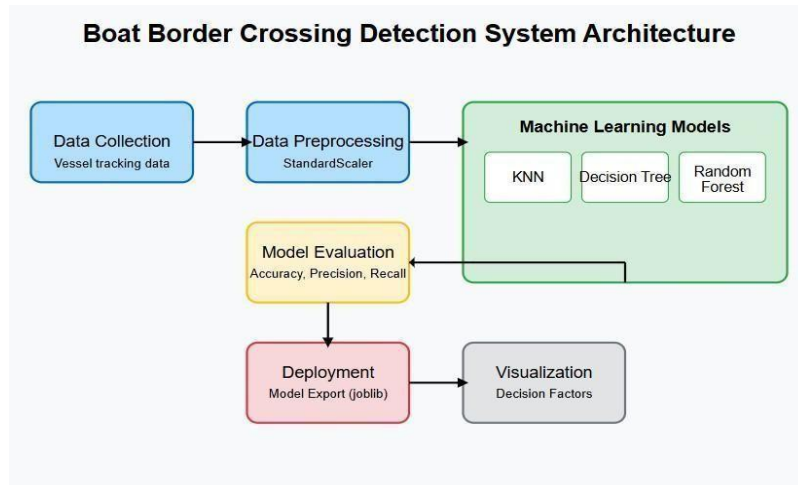 Boat Border Crossing Detection System Architecture
Data Collection
Vessel tracking data
Data Preprocessing
StandardScaler
Machine Learning Models
KNN
Decision Tree
Random
Forest
Model Evaluation
Accuracy, Precision, Recall
Deployment
Model Export (joblib)
Visualization
Decision Factors